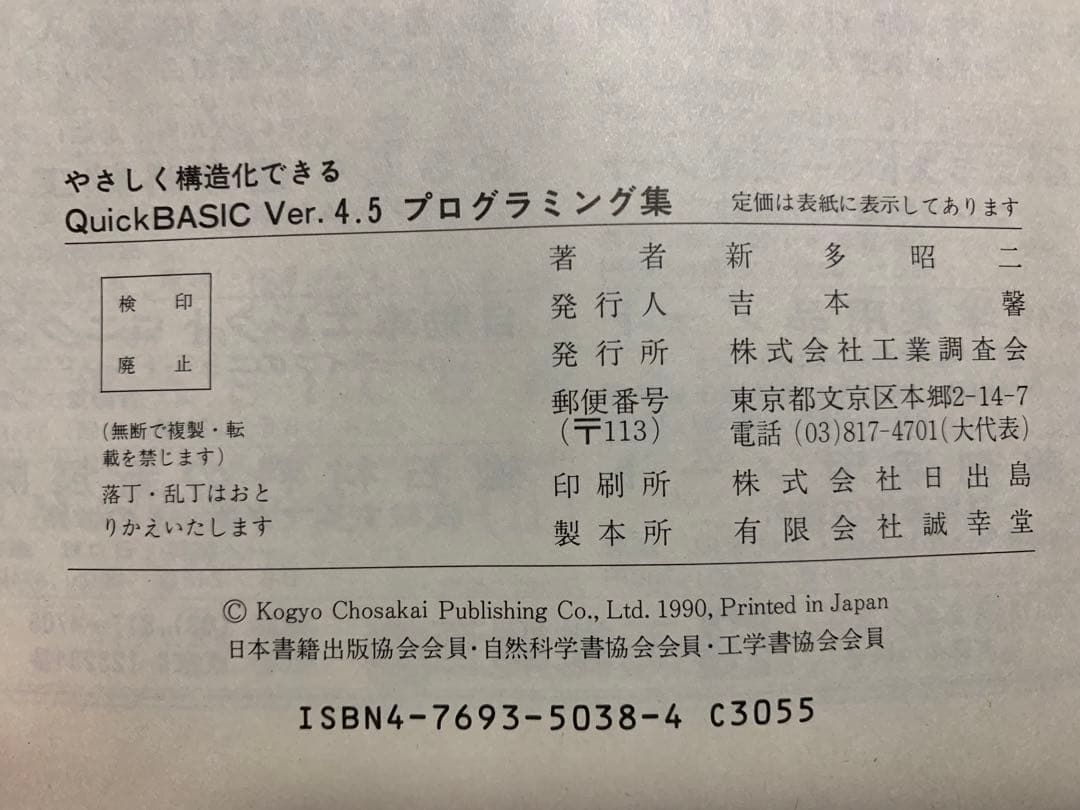 やさしく構造化できる
QuickBASIC Ver. 4.5 プログラミング集 定価は表紙に表示してあります
検印
廃止
(無断で複製・転
載を禁じます)
落丁・乱丁はおと
りかえいたします
著者 新多昭二
発行人 吉本馨
発行所 株式会社工業調査会
郵便番号 東京都文京区本郷2-14-7
(〒113) 電話 (03)817-4701(大代表)
印刷所 株式会社日出島
製本所 有限会社誠幸堂
© Kogyo Chosakai Publishing Co., Ltd. 1990, Printed in Japan
日本書籍出版協会会員・自然科学書協会会員・工学書協会会員
ISBN4-7693-5038-4 C3055